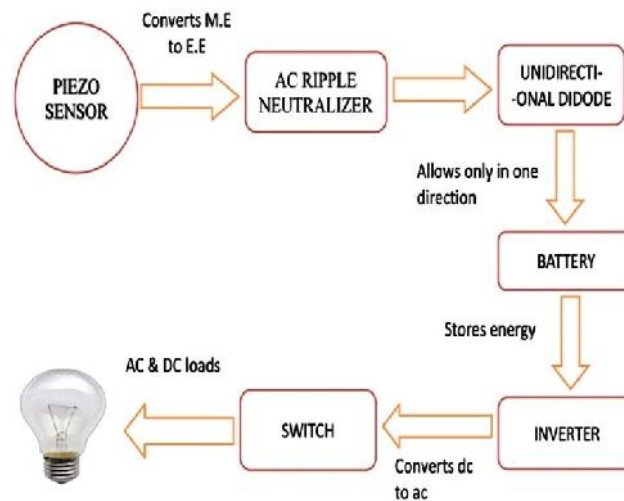 Converts M.E
to E.E
PIEZO
SENSOR
AC RIPPLE
NEUTRALIZER
UNIDIRECTI-
-ONAL DIDODE
Allows only in one
direction
BATTERY
Stores energy
AC & DC loads
SWITCH
INVERTER
Converts dc
to ac